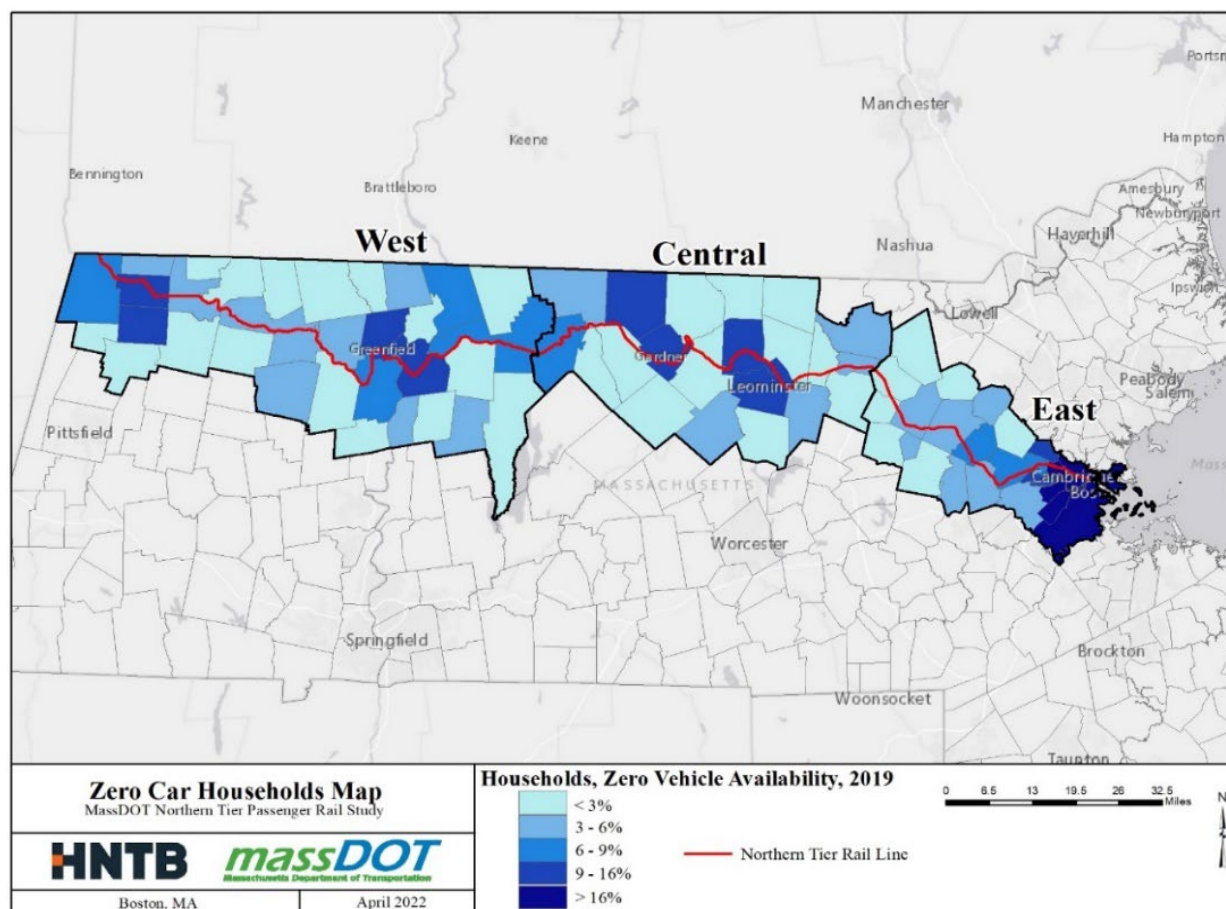 Portsm
Manchester
Keene
Hampton
Bennington
Brattleboro
Amesbury
Newburyport
West
Central
Nashua
Haverhill
Ipswich
Lowell
Greenfield
Gardner
Leominster
Peabody
Salem
East
Pittsfield
MASSACHUSETTS
Cambridge
Bos
Mass
Worcester
Springfield
Brockton
Woonsocket
Taunton
Zero Car Households Map
MassDOT Northern Tier Passenger Rail Study
HNTB
massDOT
Massachusetts Department of Transportation
Boston, MA
April 2022
Households, Zero Vehicle Availability, 2019
< 3%
3 - 6%
6 - 9%
9 - 16%
> 16%
Northern Tier Rail Line
0 6.5 13 19.5 26 32.5
Miles
N